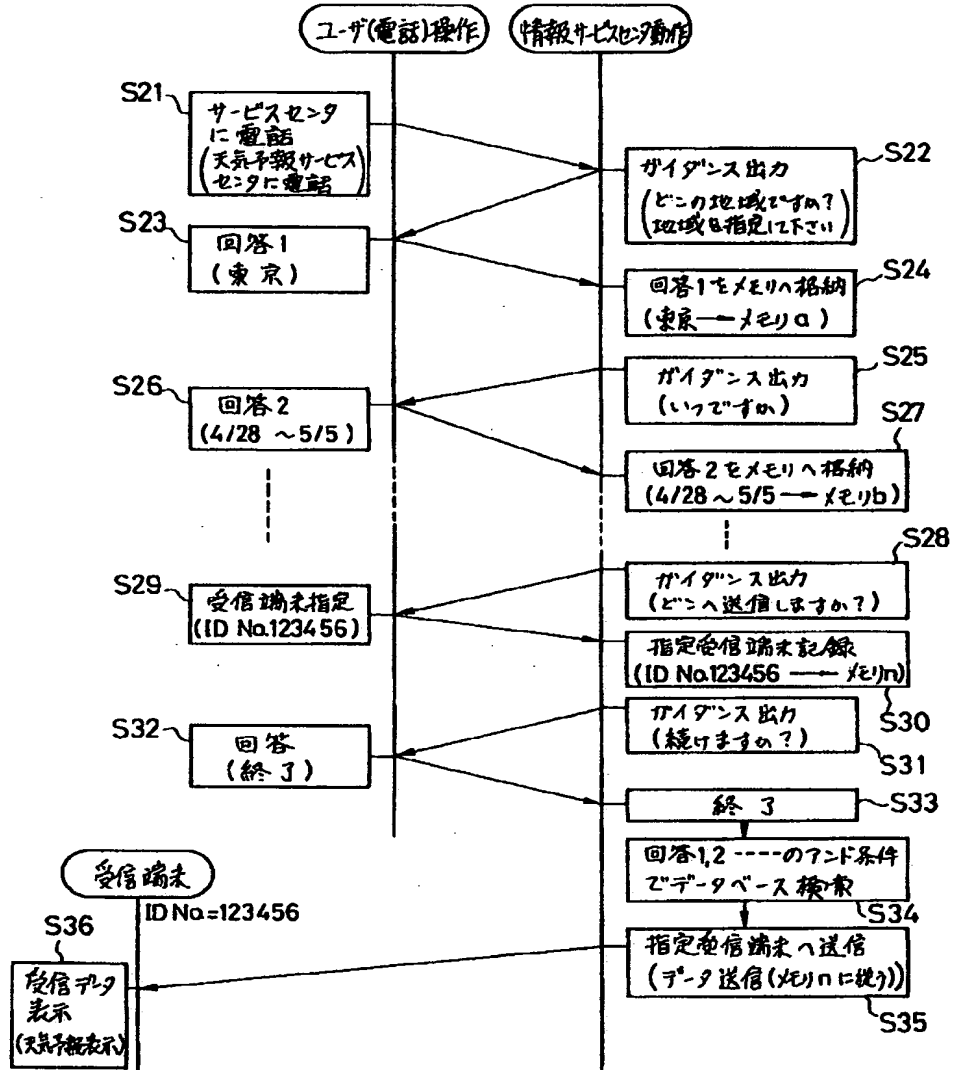 ユーザ(電話)操作
情報サービスセンタ動作
S21
サービスセンタ
に電話
(天気予報サービス
センタに電話)
S22
ガイダンス出力
(どこの地域ですか?
地域を指定して下さい)
S23
回答1
(東京)
S24
回答1をメモリへ格納
(東京→メモリa)
S25
ガイダンス出力
(いつですか)
S26
回答2
(4/28~5/5)
S27
回答2をメモリへ格納
(4/28~5/5→メモリb)
S28
ガイダンス出力
(どこへ送信しますか?)
S29
受信端末指定
(ID No.123456)
指定受信端末記録
(ID No.123456→メモリn)
S30
ガイダンス出力
(続けますか?)
S31
S32
回答
(終了)
終了
S33
回答1,2----のアンド条件
でデータベース検索
S34
受信端末
ID No.=123456
指定受信端末へ送信
(データ送信(メモリnに従う))
S35
S36
受信データ
表示
(天気予報表示)